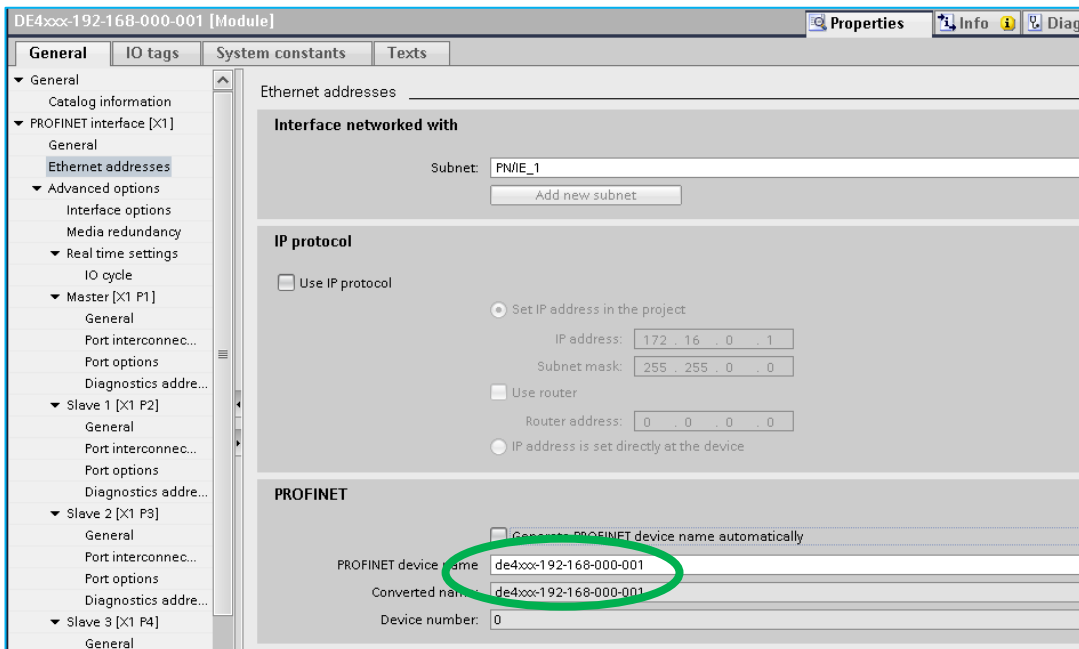 DE4xxx-192-168-000-001 [Module]
Properties
Info
Diag
General
IO tags
System constants
Texts
General
Catalog information
PROFINET interface [X1]
General
Ethernet addresses
Advanced options
Interface options
Media redundancy
Real time settings
IO cycle
Master [X1 P1]
General
Port interconnec...
Port options
Diagnostics addre...
Slave 1 [X1 P2]
General
Port interconnec...
Port options
Diagnostics addre...
Slave 2 [X1 P3]
General
Port interconnec...
Port options
Diagnostics addre...
Slave 3 [X1 P4]
General
Ethernet addresses
Interface networked with
Subnet: PN/IE_1
Add new subnet
IP protocol
Use IP protocol
Set IP address in the project
IP address: 172 . 16 . 0 . 1
Subnet mask: 255 . 255 . 0 . 0
Use router
Router address: 0 . 0 . 0 . 0
IP address is set directly at the device
PROFINET
Generate PROFINET device name automatically
PROFINET device name de4xxx-192-168-000-001
Converted name: de4xxx-192-168-000-001
Device number: 0